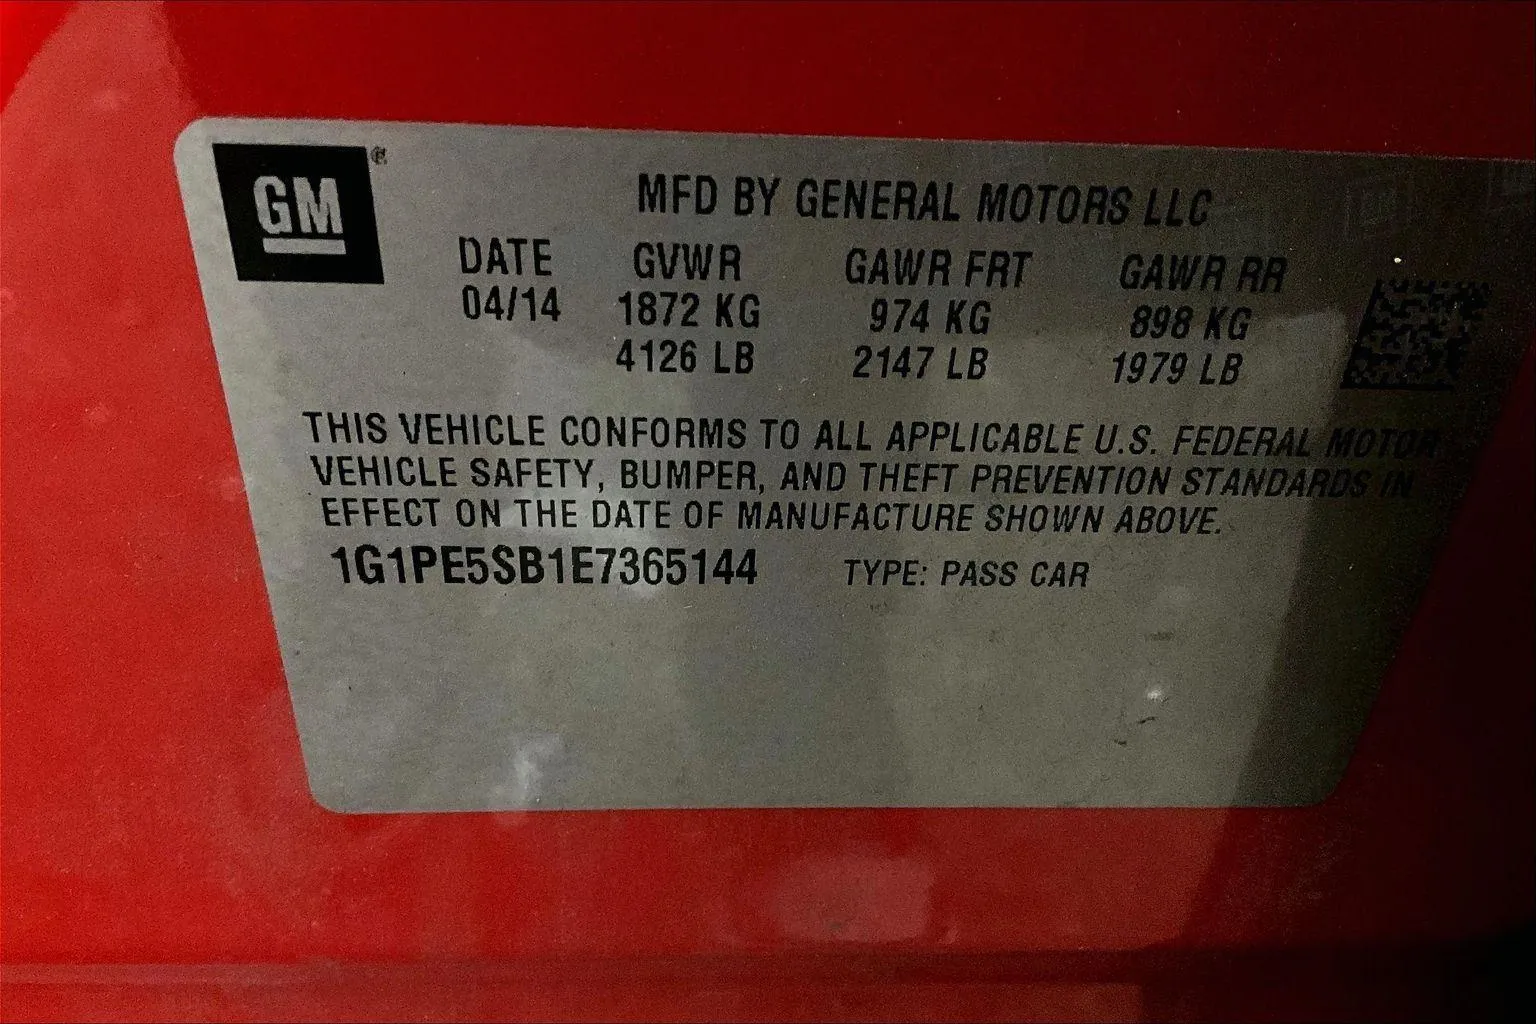 GM
MFD BY GENERAL MOTORS LLC
DATE GVWR GAWR FRT GAWR RR
04/14 1872 KG 974 KG 898 KG
4126 LB 2147 LB 1979 LB
THIS VEHICLE CONFORMS TO ALL APPLICABLE U.S. FEDERAL MOTOR
VEHICLE SAFETY, BUMPER, AND THEFT PREVENTION STANDARDS IN
EFFECT ON THE DATE OF MANUFACTURE SHOWN ABOVE.
1G1PE5SB1E7365144 TYPE: PASS CAR